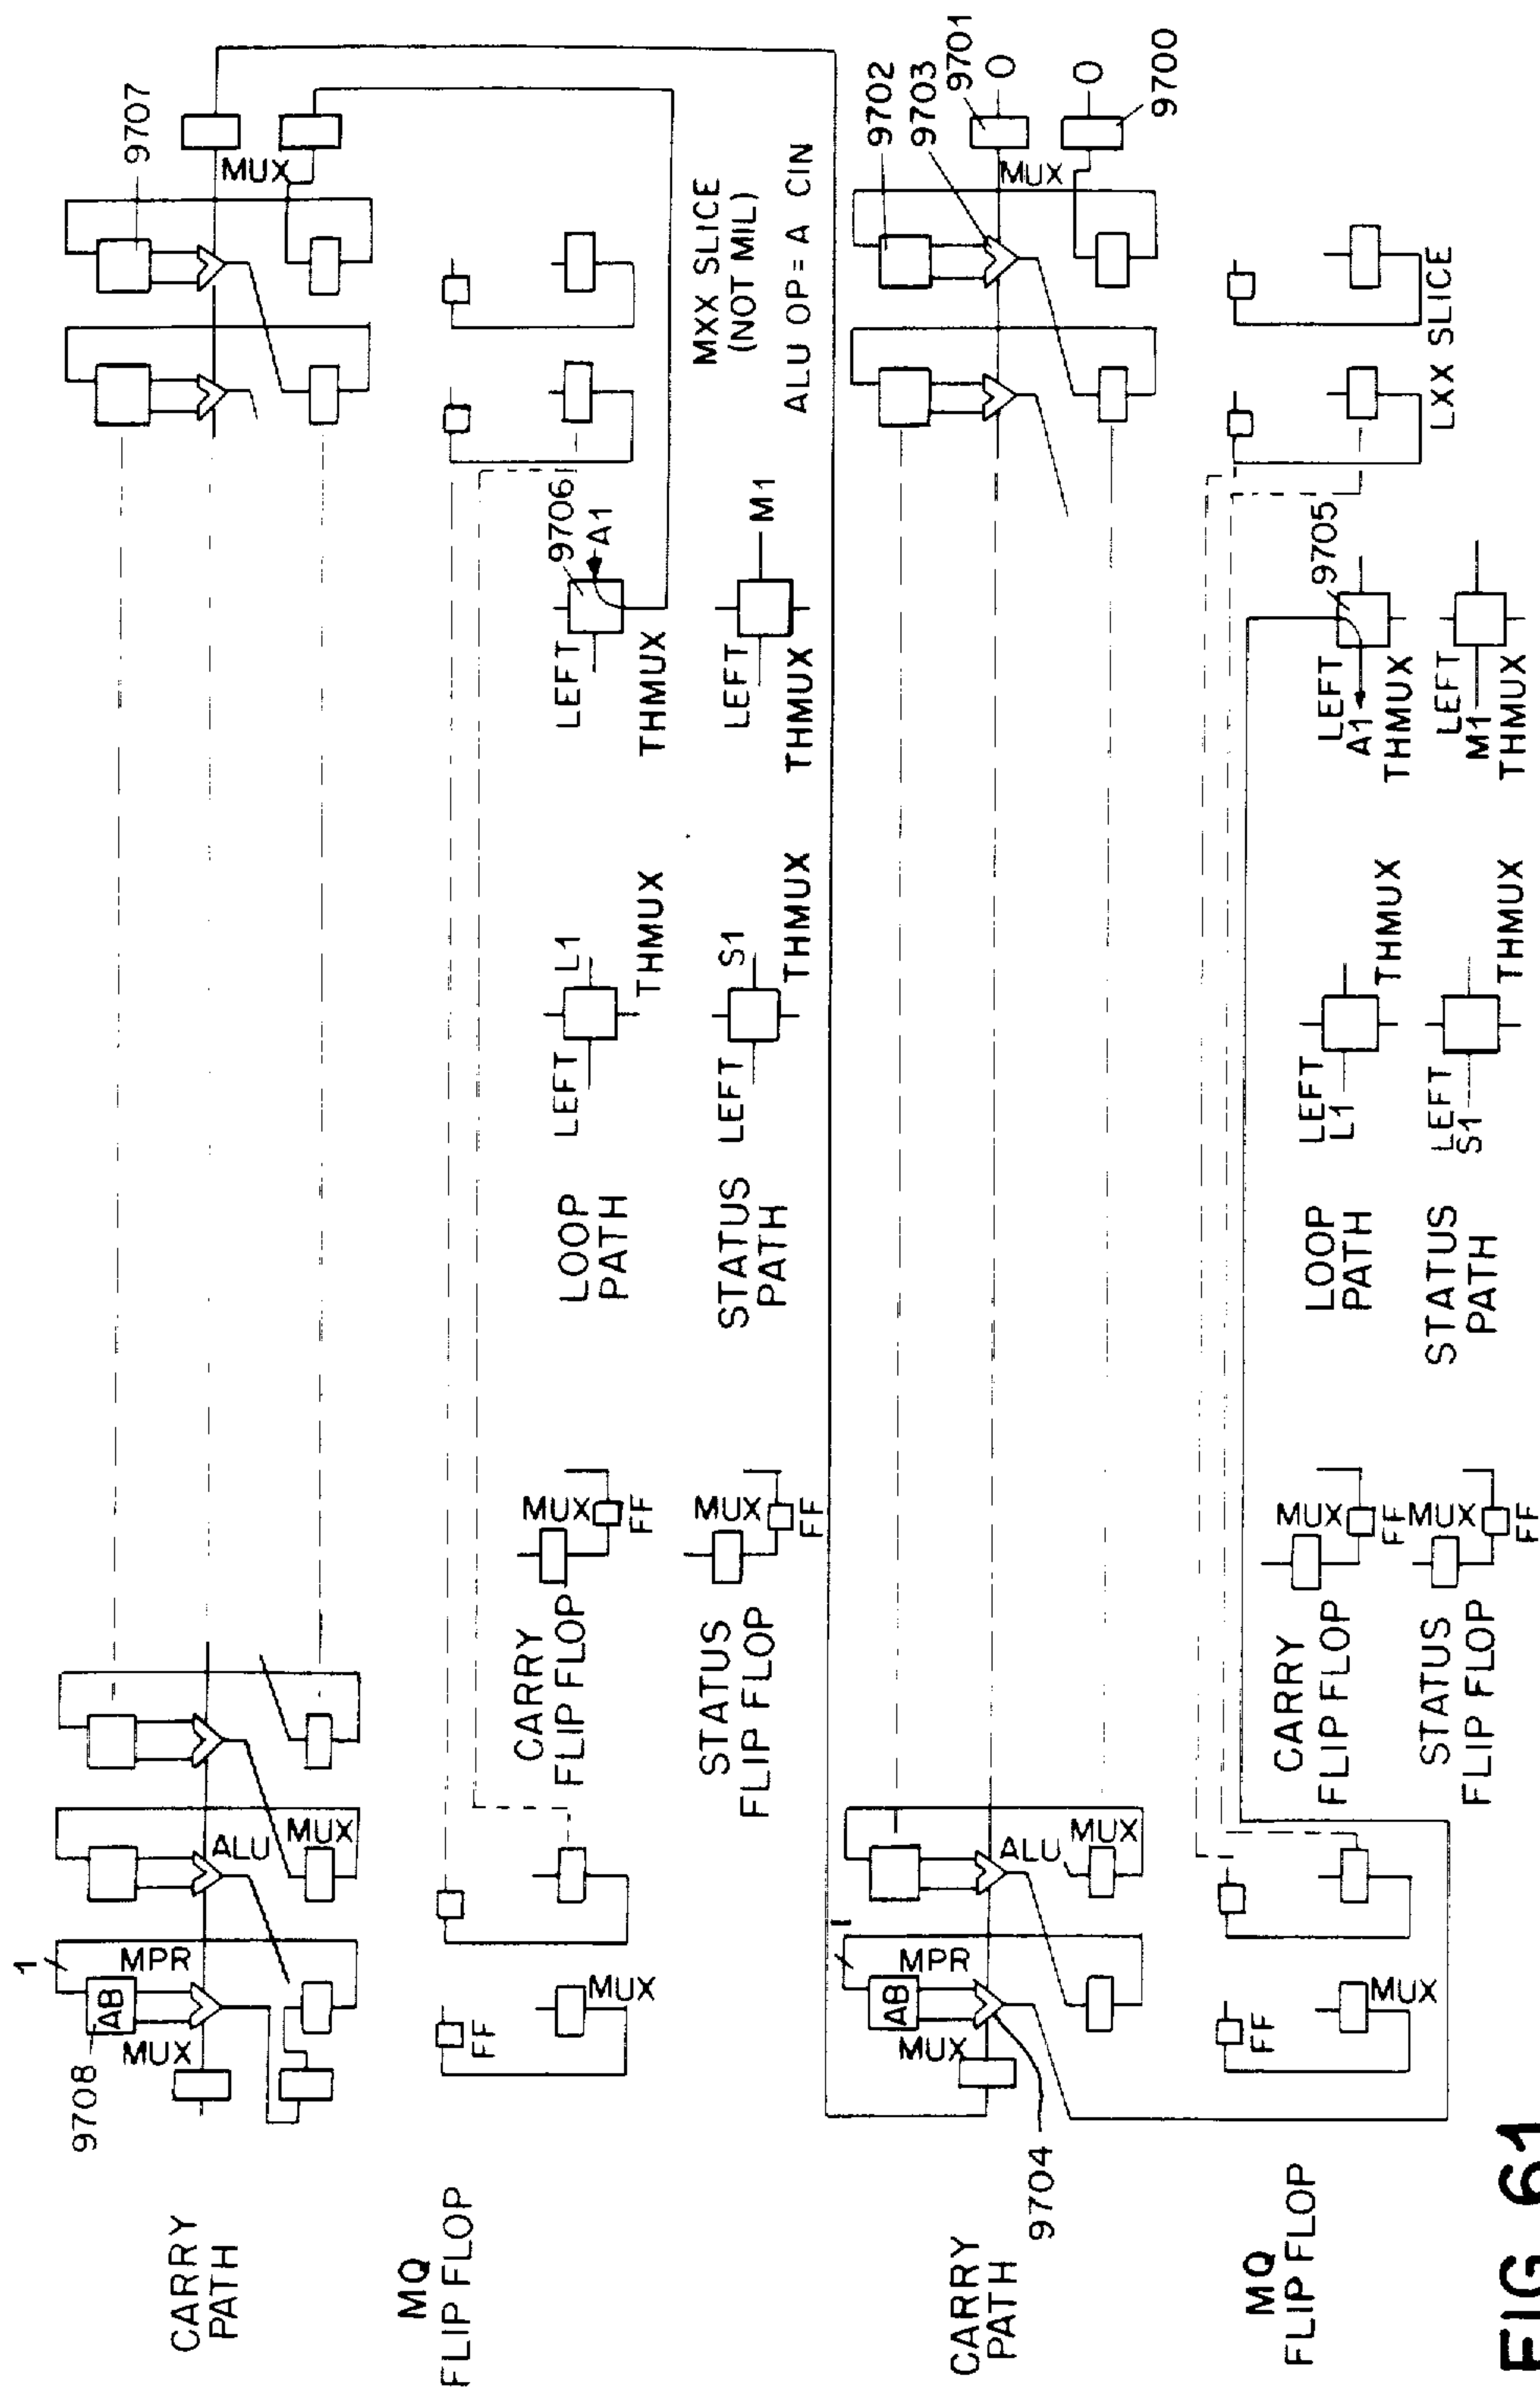 9707
MUX
1
MPR
AB
ALU
MUX
MUX
9708
CARRY
PATH
MQ
FLIP FLOP
FF
MUX
CARRY
FLIP FLOP
MUX
FF
LOOP
PATH
LEFT
L1
THMUX
LEFT
9706
A1
THMUX
STATUS
FLIP FLOP
MUX
FF
STATUS
PATH
LEFT
S1
THMUX
LEFT
M1
THMUX
MXX SLICE
(NOT MIL)
ALU OP = A CIN
9702
9703
9701
0
0
9700
MUX
1
MPR
AB
ALU
MUX
MUX
9704
CARRY
PATH
MQ
FLIP FLOP
FF
MUX
LXX SLICE
CARRY
FLIP FLOP
MUX
FF
LOOP
PATH
LEFT
L1
THMUX
LEFT
A1
9705
THMUX
STATUS
FLIP FLOP
MUX
FF
STATUS
PATH
LEFT
S1
THMUX
LEFT
M1
THMUX
FIG 61